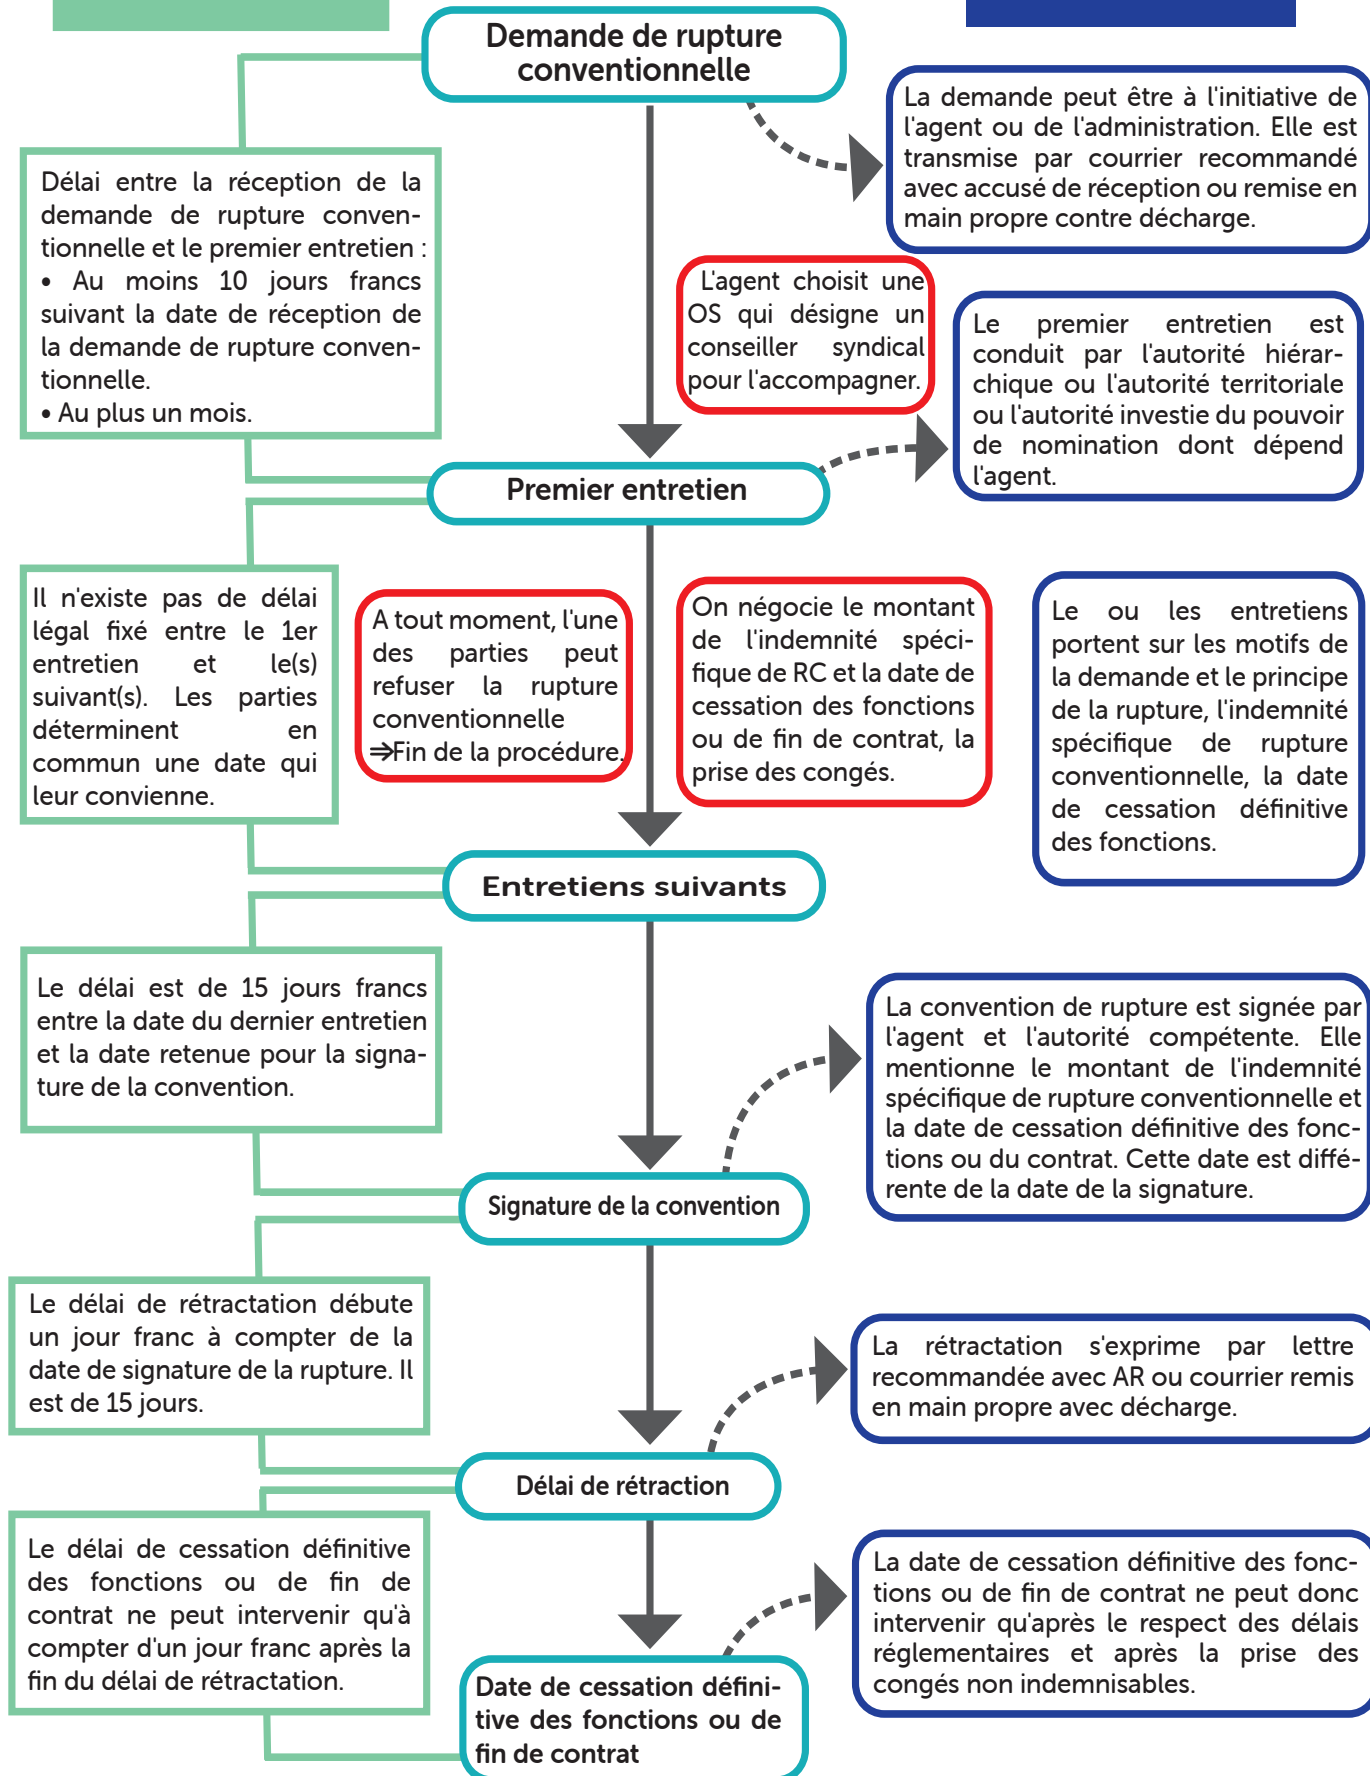 Demande de rupture
conventionnelle
La demande peut être à l'initiative de
l'agent ou de l'administration. Elle est
transmise par courrier recommandé
avec accusé de réception ou remise en
main propre contre décharge.
Délai entre la réception de la
demande de rupture conven-
tionnelle et le premier entretien :
• Au moins 10 jours francs
suivant la date de réception de
la demande de rupture conven-
tionnelle.
• Au plus un mois.
L'agent choisit une
OS qui désigne un
conseiller syndical
pour l'accompagner.
Le premier entretien est
conduit par l'autorité hiérar-
chique ou l'autorité territoriale
ou l'autorité investie du pouvoir
de nomination dont dépend
l'agent.
Premier entretien
Il n'existe pas de délai
légal fixé entre le 1er
entretien et le(s)
suivant(s). Les parties
déterminent en
commun une date qui
leur convienne.
A tout moment, l'une
des parties peut
refuser la rupture
conventionnelle
⇒Fin de la procédure.
On négocie le montant
de l'indemnité spéci-
fique de RC et la date de
cessation des fonctions
ou de fin de contrat, la
prise des congés.
Le ou les entretiens
portent sur les motifs de
la demande et le principe
de la rupture, l'indemnité
spécifique de rupture
conventionnelle, la date
de cessation définitive
des fonctions.
Entretiens suivants
Le délai est de 15 jours francs
entre la date du dernier entretien
et la date retenue pour la signa-
ture de la convention.
La convention de rupture est signée par
l'agent et l'autorité compétente. Elle
mentionne le montant de l'indemnité
spécifique de rupture conventionnelle et
la date de cessation définitive des fonc-
tions ou du contrat. Cette date est diffé-
rente de la date de la signature.
Signature de la convention
Le délai de rétractation débute
un jour franc à compter de la
date de signature de la rupture. Il
est de 15 jours.
La rétractation s'exprime par lettre
recommandée avec AR ou courrier remis
en main propre avec décharge.
Délai de rétraction
Le délai de cessation définitive
des fonctions ou de fin de
contrat ne peut intervenir qu'à
compter d'un jour franc après la
fin du délai de rétractation.
La date de cessation définitive des fonc-
tions ou de fin de contrat ne peut donc
intervenir qu'après le respect des délais
réglementaires et après la prise des
congés non indemnisables.
Date de cessation défini-
tive des fonctions ou de
fin de contrat